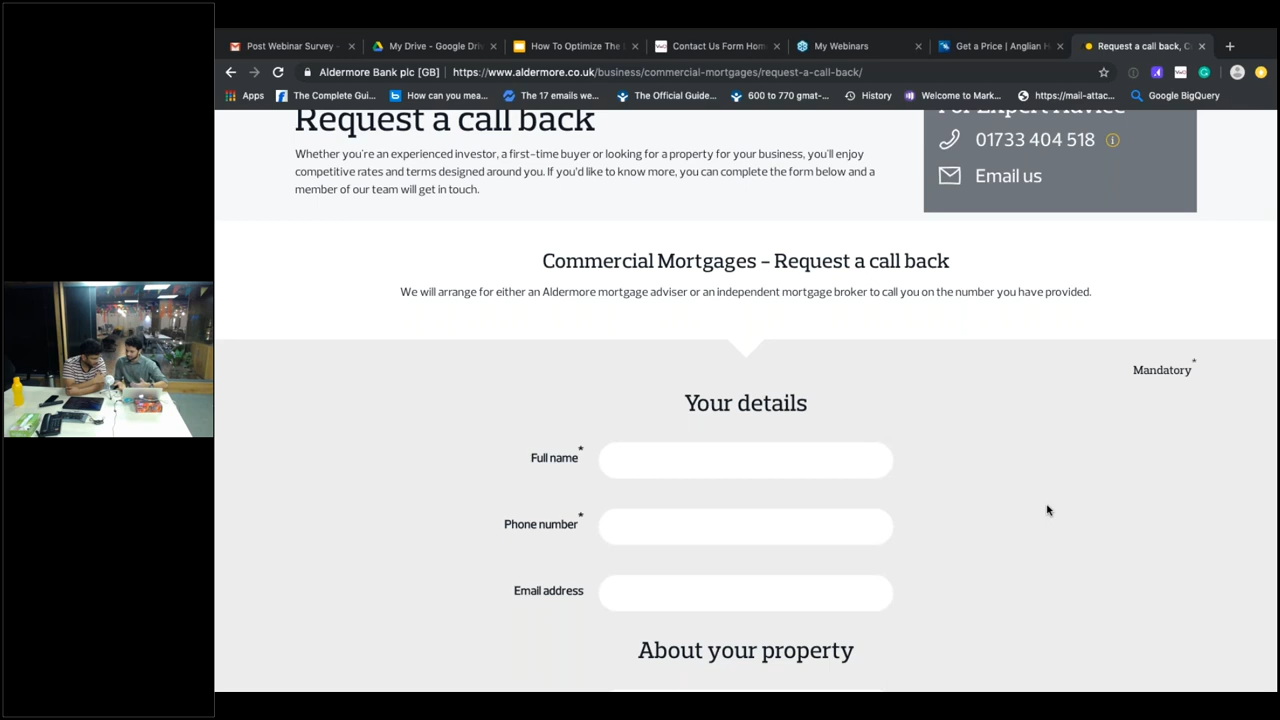 Post Webinar Survey -
My Drive - Google Dri
How To Optimize The
Contact Us Form Hom
My Webinars
Get a Price | Anglian H
Request a call back, C
Aldermore Bank plc [GB]
https://www.aldermore.co.uk/business/commercial-mortgages/request-a-call-back/
Apps
The Complete Gui...
How can you mea...
The 17 emails we...
The Official Guide...
600 to 770 gmat-...
History
Welcome to Mark...
https://mail-attac...
Google BigQuery
Request a call back
For Expert Advice
01733 404 518
Email us
Whether you're an experienced investor, a first-time buyer or looking for a property for your business, you'll enjoy
competitive rates and terms designed around you. If you'd like to know more, you can complete the form below and a
member of our team will get in touch.
Commercial Mortgages – Request a call back
We will arrange for either an Aldermore mortgage adviser or an independent mortgage broker to call you on the number you have provided.
Mandatory*
Your details
Full name*
Phone number*
Email address
About your property